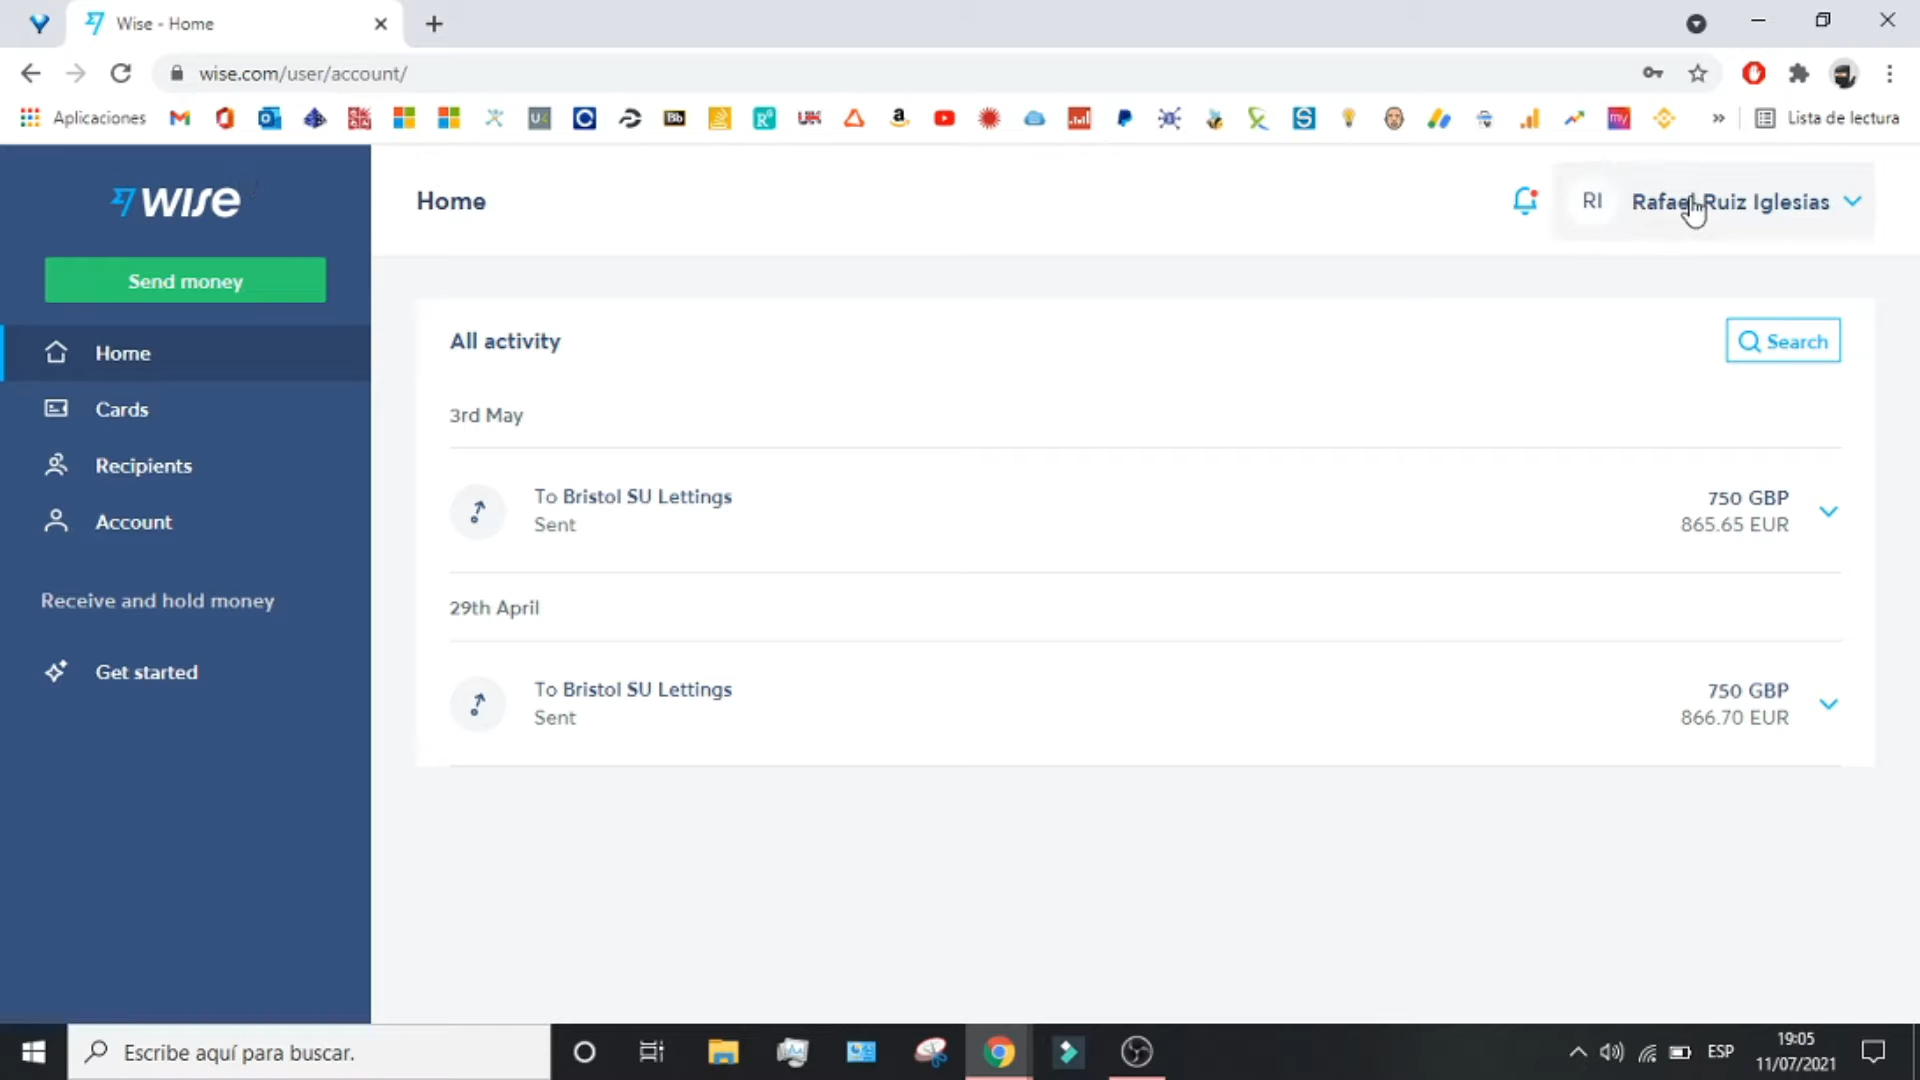 Wise - Home
wise.com/user/account/
Aplicaciones
Lista de lectura
WISE
Home
RI
Rafael Ruiz Iglesias
Send money
Home
Cards
Recipients
Account
Receive and hold money
Get started
All activity
Search
3rd May
To Bristol SU Lettings
Sent
750 GBP
865.65 EUR
29th April
To Bristol SU Lettings
Sent
750 GBP
866.70 EUR
Escribe aquí para buscar.
ESP
19:05
11/07/2021